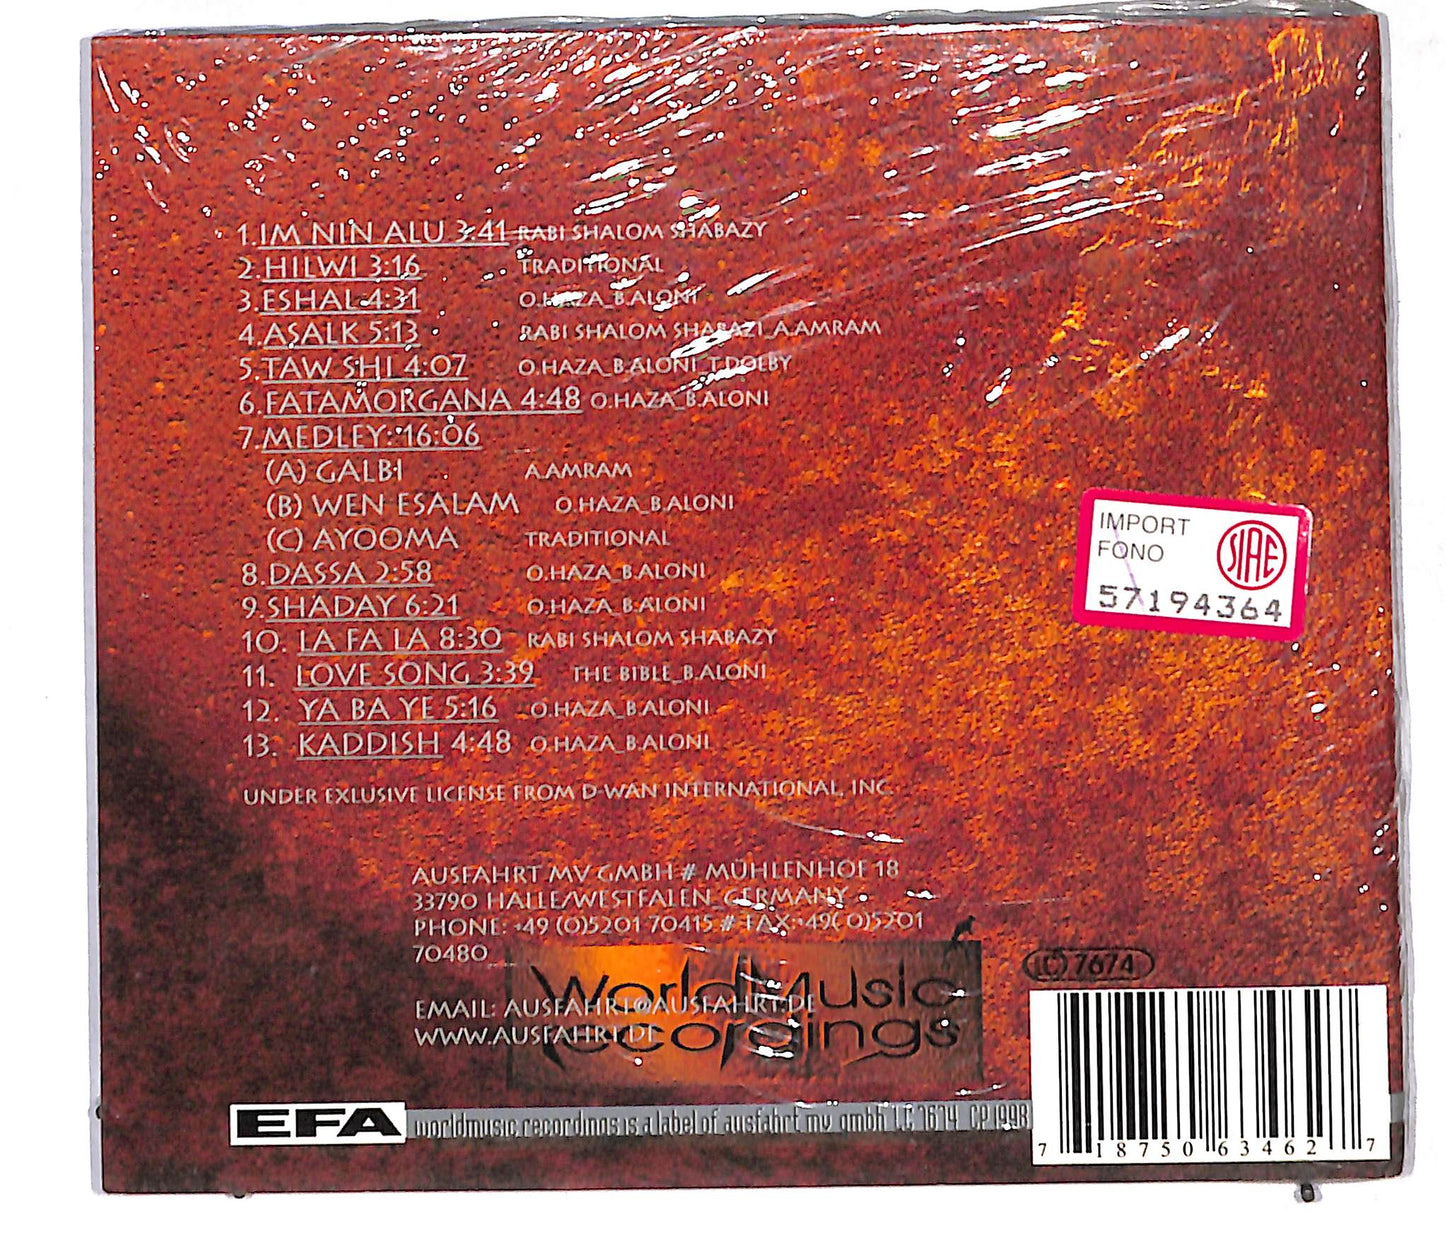 1.IM NIN ALU 3:41 RABI SHALOM SHABAZY
2.HILWI 3:16 TRADITIONAL
3.ESHAL 4:31 O.HAZA_B.ALONI
4.ASALK 5:13 RABI SHALOM SHABAZI_A.AMRAM
5.TAW SHI 4:07 O.HAZA_B.ALONI_T.DOLBY
6.FATAMORGANA 4:48 O.HAZA_B.ALONI
7.MEDLEY: 16:06
(A) GALBI A.AMRAM
(B) WEN ESALAM O.HAZA_B.ALONI
(C) AYOOMA TRADITIONAL
8.DASSA 2:58 O.HAZA_B.ALONI
9.SHADAY 6:21 O.HAZA_B.ALONI
10. LA FA LA 8:30 RABI SHALOM SHABAZY
11. LOVE SONG 3:39 THE BIBLE_B.ALONI
12. YA BA YE 5:16 O.HAZA_B.ALONI
13. KADDISH 4:48 O.HAZA_B.ALONI
IMPORT
FONO
SIAE
57194364
UNDER EXLUSIVE LICENSE FROM D-WAN INTERNATIONAL, INC.
AUSFAHRT MV GMBH # MÜHLENHOF 18
33790 HALLE/WESTFALEN_GERMANY
PHONE: +49 (0)5201 70415 # FAX:+49(0)5201
70480
EMAIL: AUSFAHRT@AUSFAHRT.DE
WWW.AUSFAHRT.DE
WorldMusic
Recordings
LC 7674
EFA
worldmusic recordings is a label of ausfahrt mv gmbh LC 7674 CP 1998
7 18750 63462 7